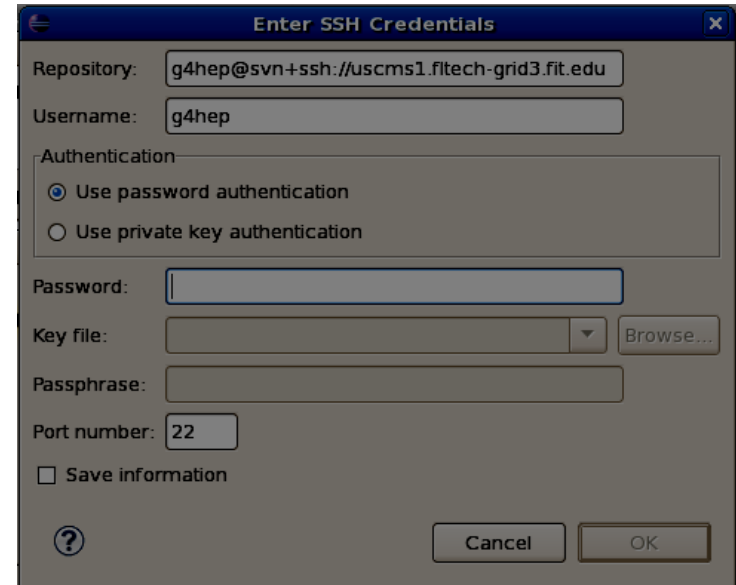 Enter SSH Credentials
Repository: g4hep@svn+ssh://uscms1.fltech-grid3.fit.edu
Username: g4hep
Authentication
Use password authentication
Use private key authentication
Password:
Key file: Browse...
Passphrase:
Port number: 22
Save information
? Cancel OK